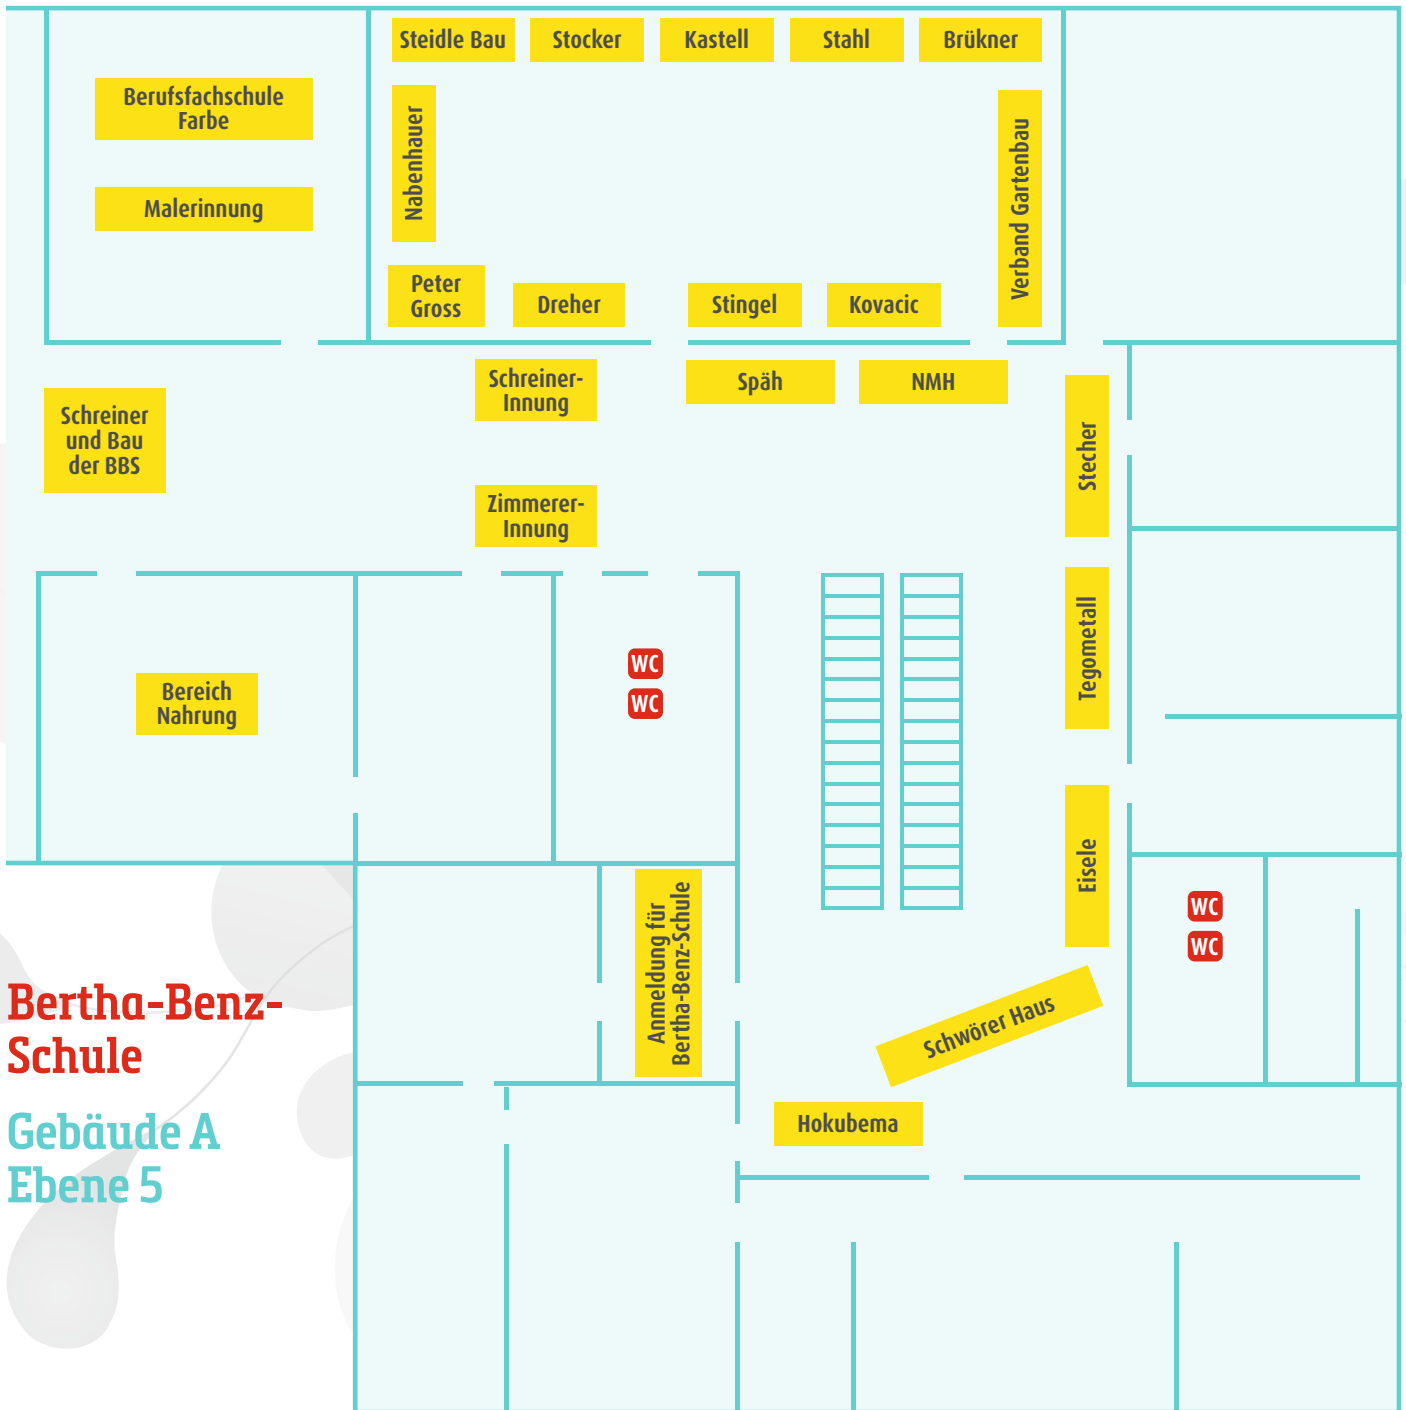 Steidle Bau
Stocker
Kastell
Stahl
Brükner
Berufsfachschule
Farbe
Malerinnung
Nabenhauer
Verband Gartenbau
Peter
Gross
Dreher
Stingel
Kovacic
Schreiner-
Innung
Späh
NMH
Schreiner
und Bau
der BBS
Stecher
Zimmerer-
Innung
Tegometall
WC
WC
Bereich
Nahrung
Eisele
Anmeldung für
Bertha-Benz-Schule
WC
WC
Schwörer Haus
Hokubema
Bertha-Benz-
Schule
Gebäude A
Ebene 5